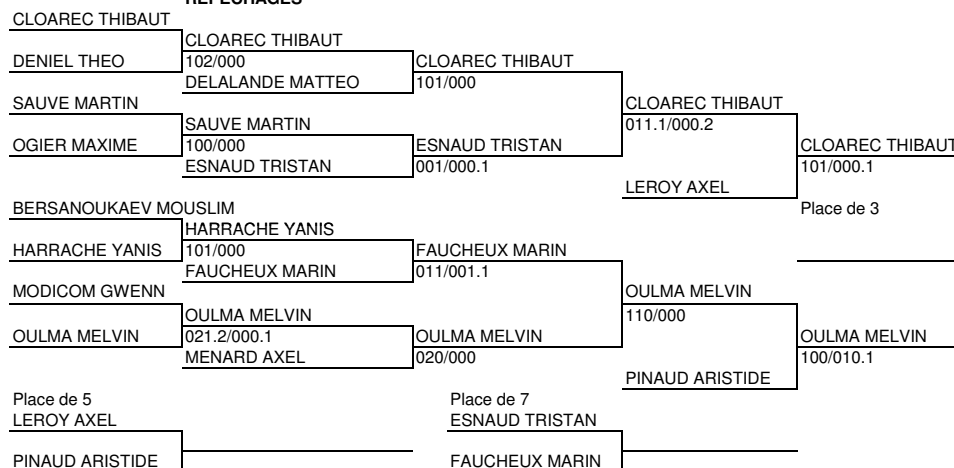 REPECHAGES
CLOAREC THIBAUT
CLOAREC THIBAUT
DENIEL THEO
102/000
CLOAREC THIBAUT
DELALANDE MATTEO
101/000
SAUVE MARTIN
CLOAREC THIBAUT
SAUVE MARTIN
011.1/000.2
OGIER MAXIME
100/000
ESNAUD TRISTAN
CLOAREC THIBAUT
ESNAUD TRISTAN
001/000.1
101/000.1
LEROY AXEL
BERSANOUKAEV MOUSLIM
Place de 3
HARRACHE YANIS
HARRACHE YANIS
101/000
FAUCHEUX MARIN
FAUCHEUX MARIN
011/001.1
MODICOM GWENN
OULMA MELVIN
OULMA MELVIN
110/000
OULMA MELVIN
021.2/000.1
OULMA MELVIN
OULMA MELVIN
MENARD AXEL
020/000
100/010.1
PINAUD ARISTIDE
Place de 5
Place de 7
LEROY AXEL
ESNAUD TRISTAN
PINAUD ARISTIDE
FAUCHEUX MARIN